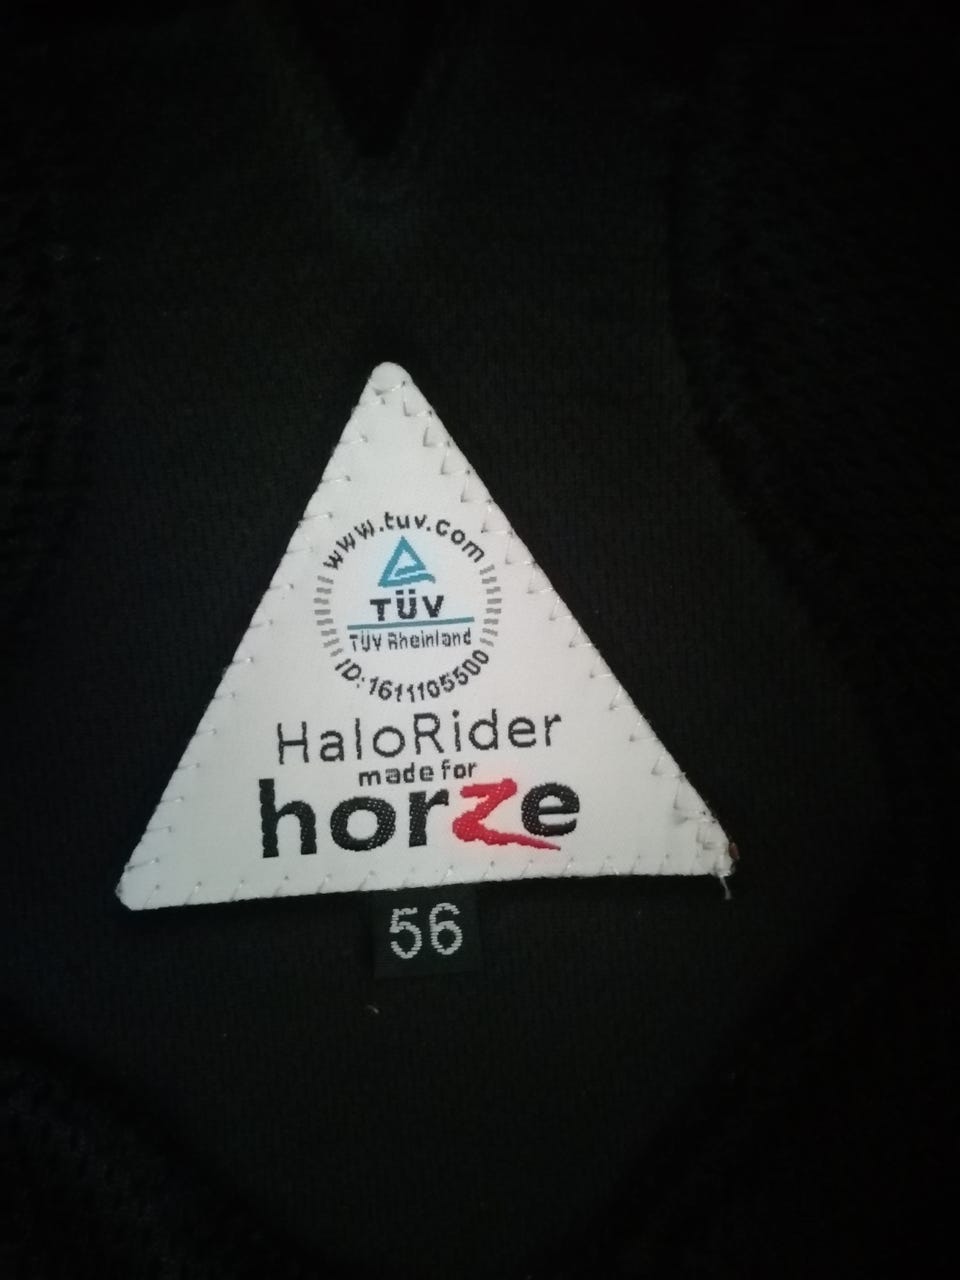 www.tuv.com
TÜV
TÜV Rheinland
ID: 1611105500
HaloRider
made for
horze
56